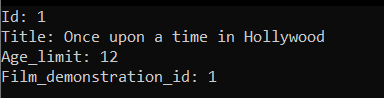 Id: 1
Title: Once upon a time in Hollywood
Age_limit: 12
Film_demonstration_id: 1